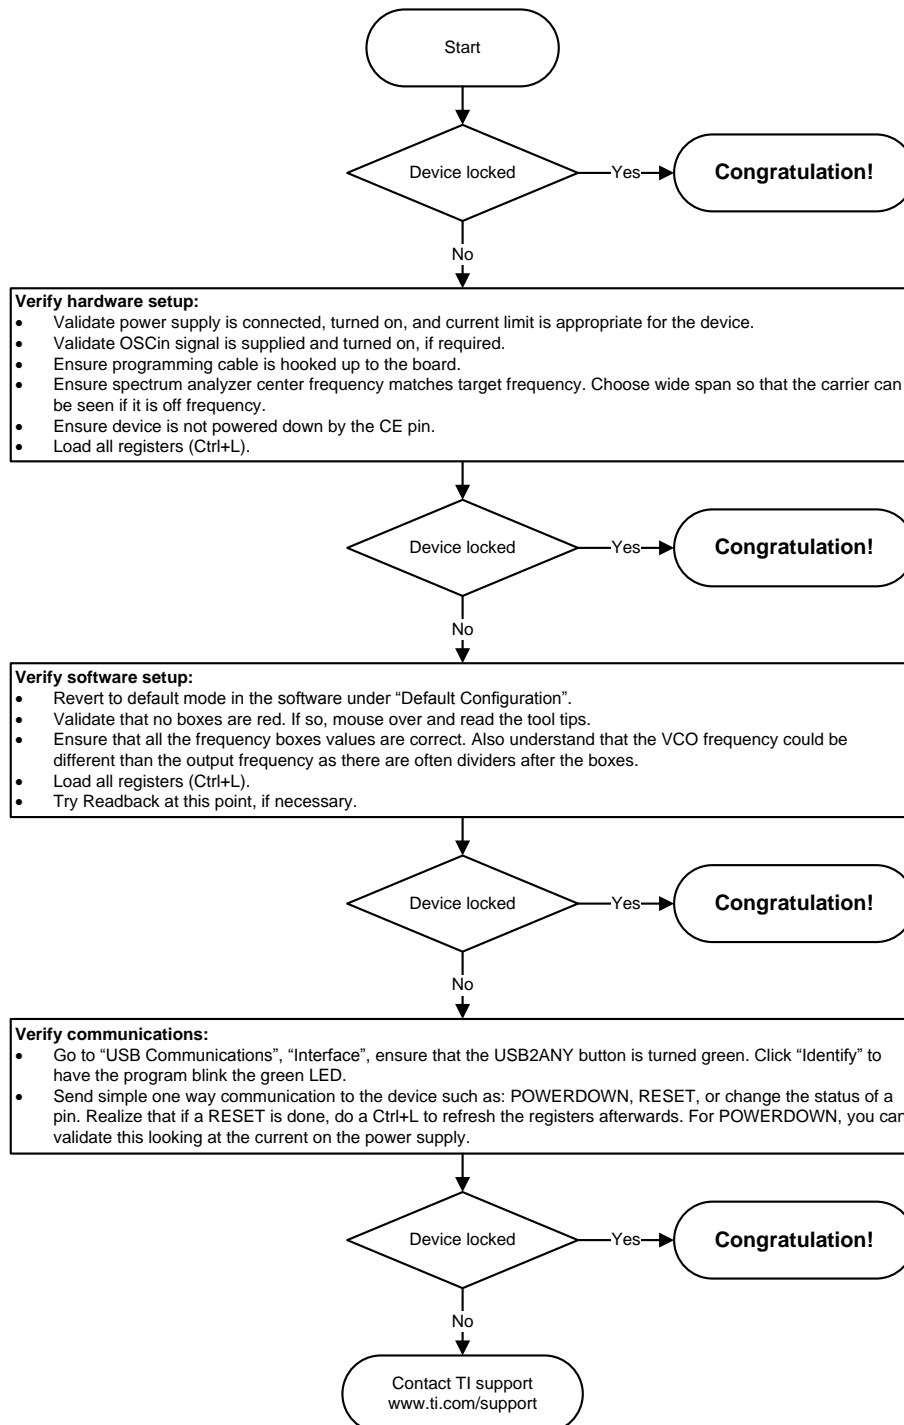 Start
Device locked
Yes
Congratulation!
No
Verify hardware setup:
• Validate power supply is connected, turned on, and current limit is appropriate for the device.
• Validate OSCin signal is supplied and turned on, if required.
• Ensure programming cable is hooked up to the board.
• Ensure spectrum analyzer center frequency matches target frequency. Choose wide span so that the carrier can
be seen if it is off frequency.
• Ensure device is not powered down by the CE pin.
• Load all registers (Ctrl+L).
Device locked
Yes
Congratulation!
No
Verify software setup:
• Revert to default mode in the software under “Default Configuration”.
• Validate that no boxes are red. If so, mouse over and read the tool tips.
• Ensure that all the frequency boxes values are correct. Also understand that the VCO frequency could be
different than the output frequency as there are often dividers after the boxes.
• Load all registers (Ctrl+L).
• Try Readback at this point, if necessary.
Device locked
Yes
Congratulation!
No
Verify communications:
• Go to “USB Communications”, “Interface”, ensure that the USB2ANY button is turned green. Click “Identify” to
have the program blink the green LED.
• Send simple one way communication to the device such as: POWERDOWN, RESET, or change the status of a
pin. Realize that if a RESET is done, do a Ctrl+L to refresh the registers afterwards. For POWERDOWN, you can
validate this looking at the current on the power supply.
Device locked
Yes
Congratulation!
No
Contact TI support
www.ti.com/support